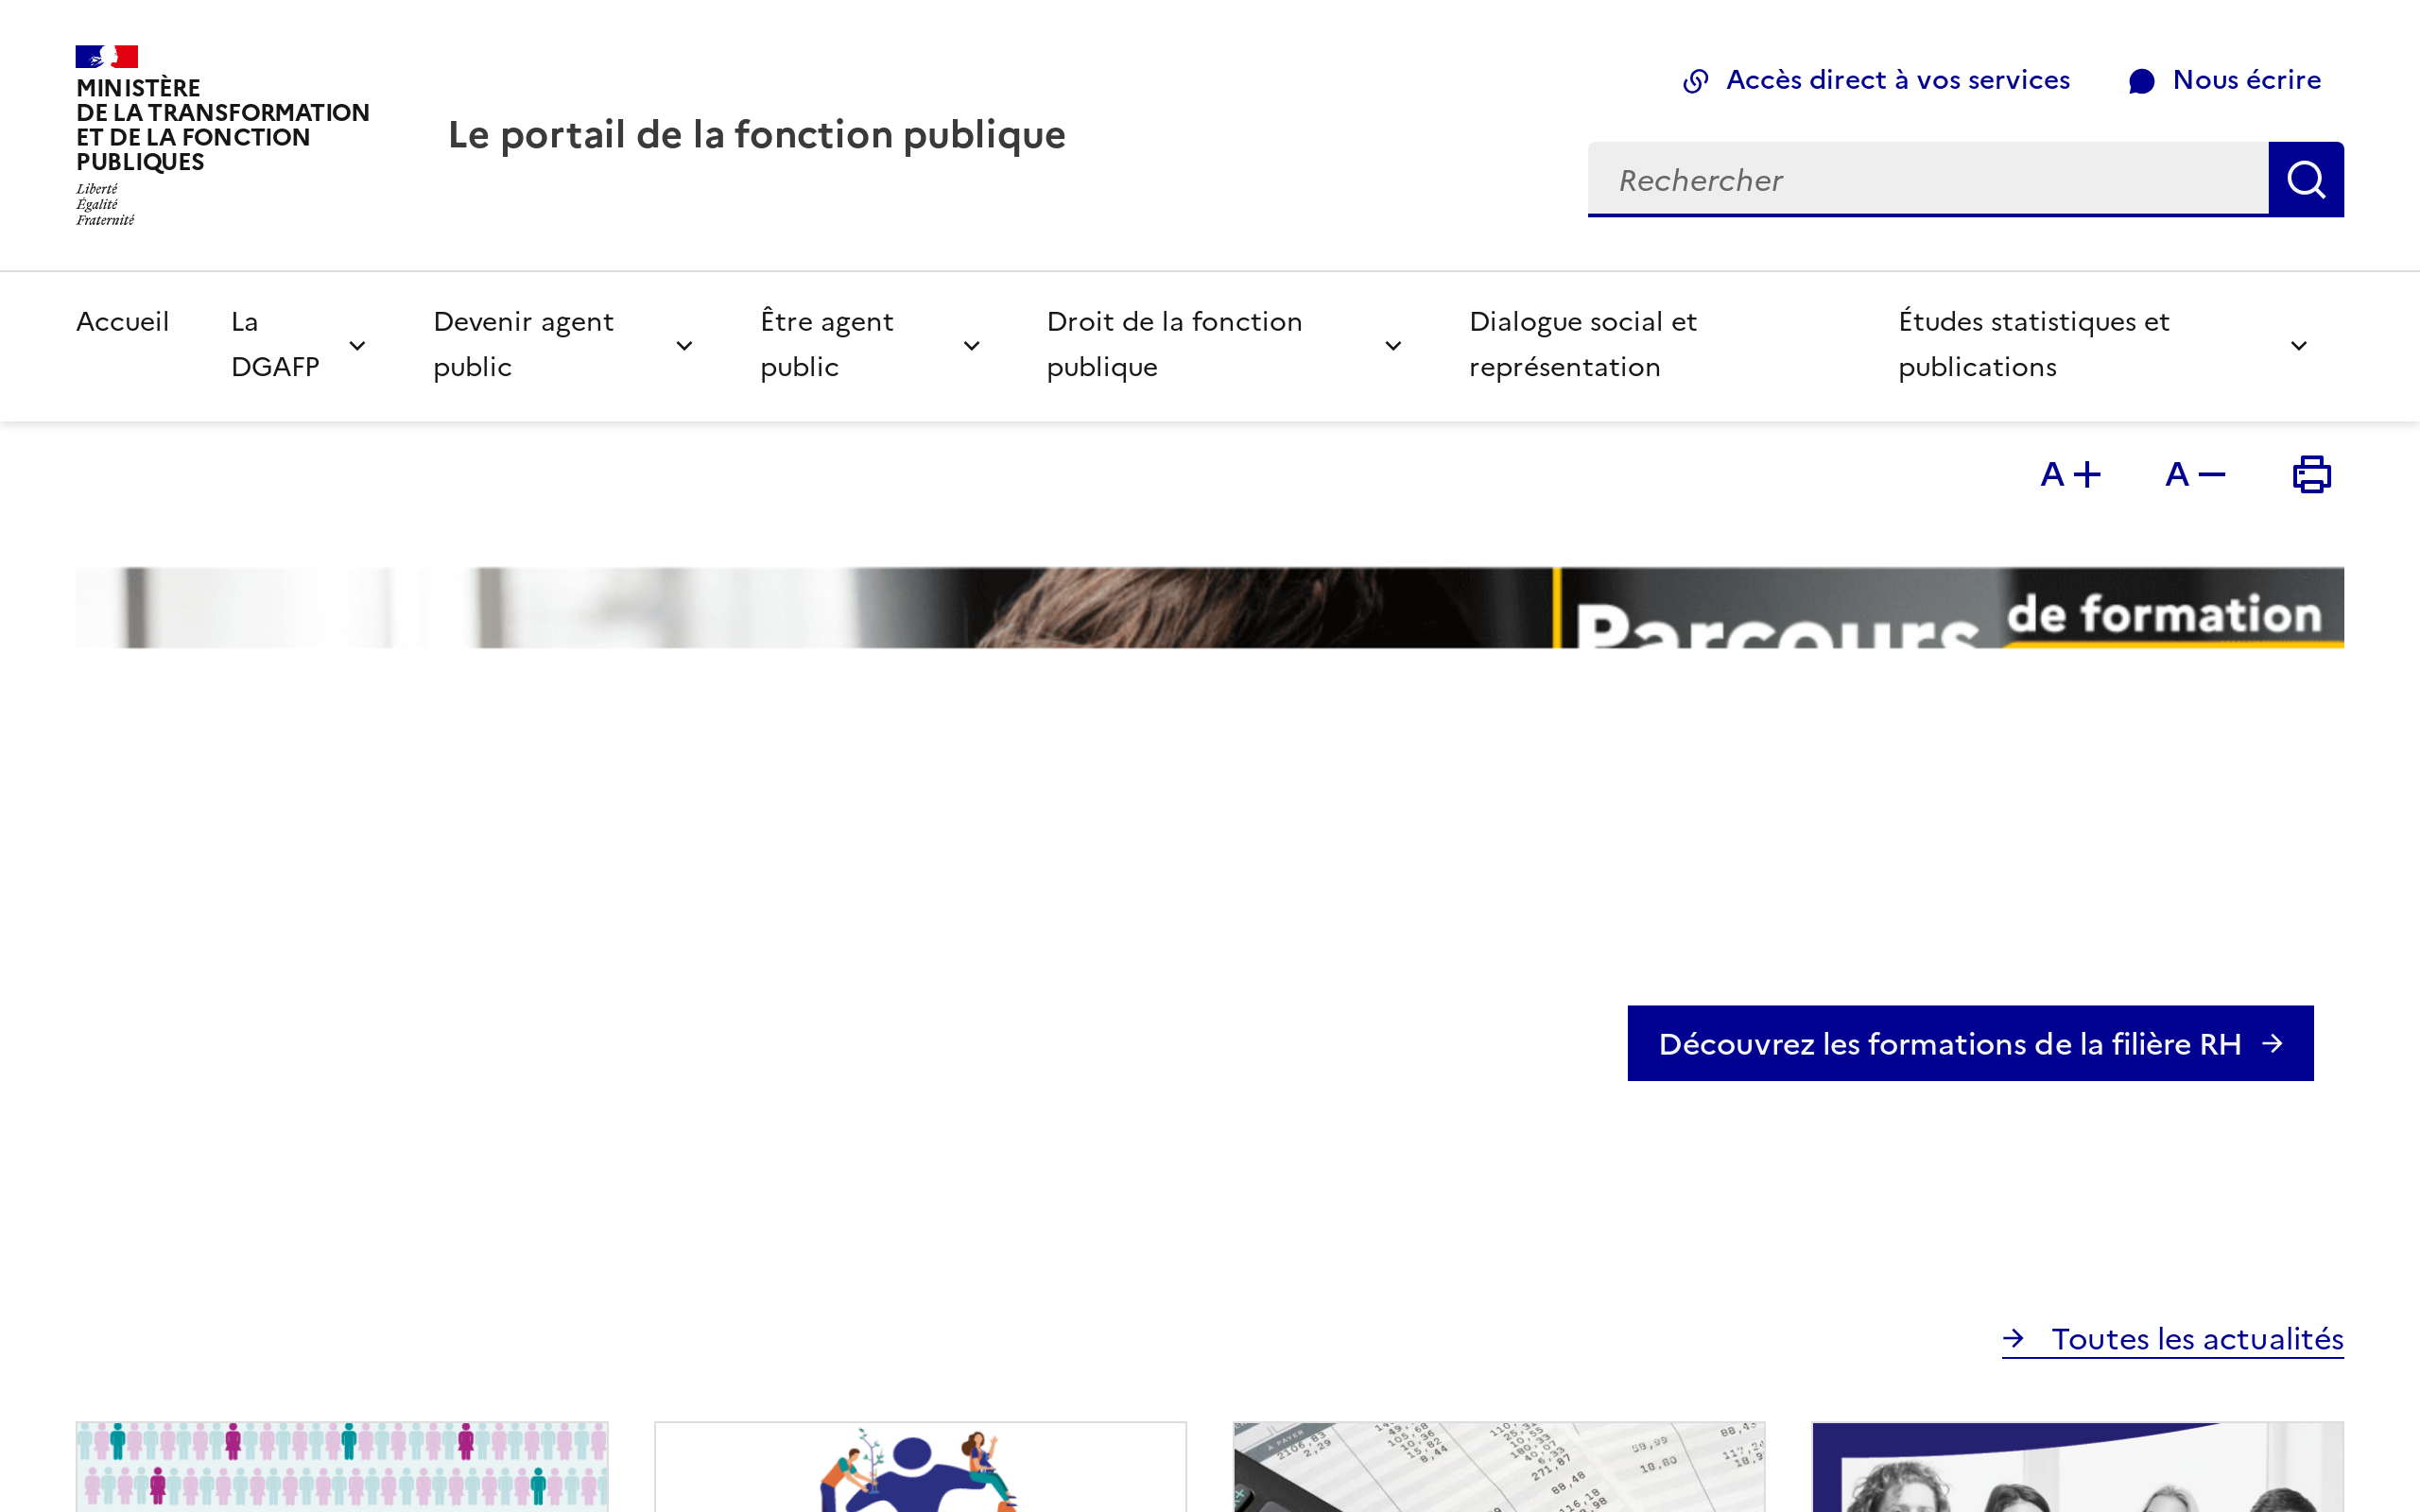 MINISTÈRE
DE LA TRANSFORMATION
ET DE LA FONCTION
PUBLIQUES
Liberté
Égalité
Fraternité
Le portail de la fonction publique
Accès direct à vos services
Nous écrire
Rechercher
Accueil
La
DGAFP
Devenir agent
public
Être agent
public
Droit de la fonction
publique
Dialogue social et
représentation
Études statistiques et
publications
A+
A-
Parcours de formation
Découvrez les formations de la filière RH
Toutes les actualités